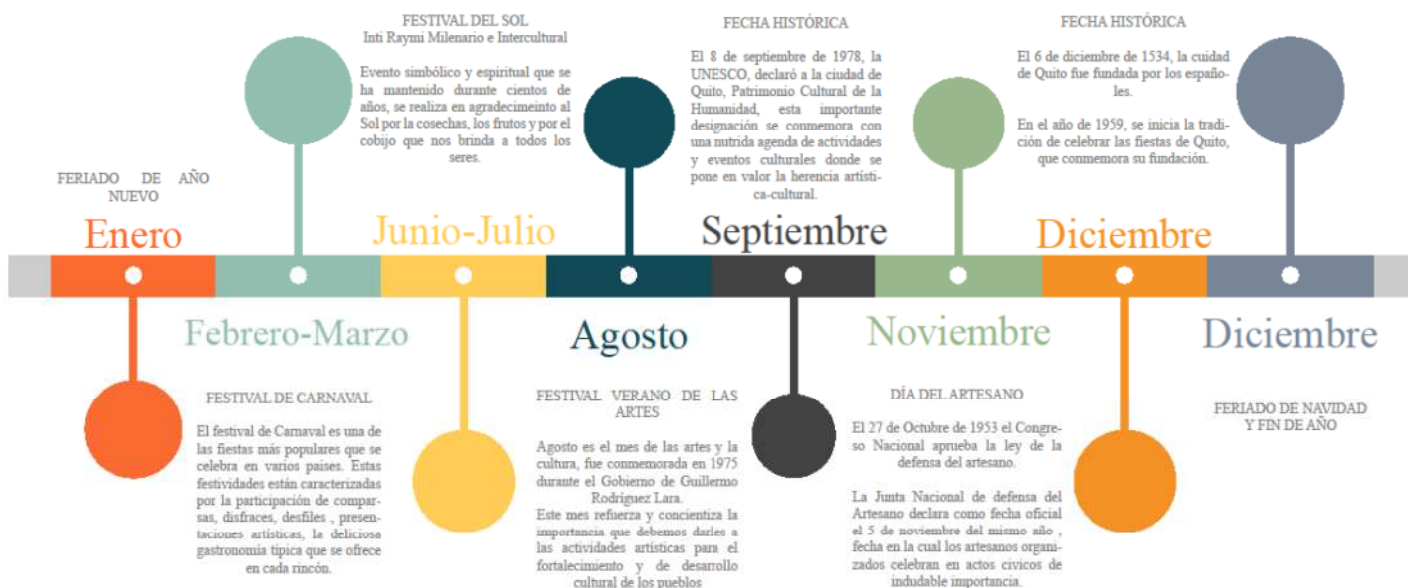 FERIADO DE AÑO
NUEVO
Enero
Febrero-Marzo
FESTIVAL DE CARNAVAL
El festival de Carnaval es una de
las fiestas más populares que se
celebra en varios paises. Estas
festividades están caracterizadas
por la participación de compar-
sas, disfraces, desfiles , presen-
taciones artísticas, la deliciosa
gastronomía típica que se ofrece
en cada rincón.
FESTIVAL DEL SOL
Inti Raymi Milenario e Intercultural
Evento simbólico y espiritual que se
ha mantenido durante cientos de
años, se realiza en agradecimeinto al
Sol por la cosechas, los frutos y por el
cobijo que nos brinda a todos los
seres.
Junio-Julio
Agosto
FESTIVAL VERANO DE LAS
ARTES
Agosto es el mes de las artes y la
cultura, fue conmemorada en 1975
durante el Gobierno de Guillermo
Rodríguez Lara.
Este mes refuerza y concientiza la
importancia que debemos darles a
las actividades artísticas para el
fortalecimiento y de desarrollo
cultural de los pueblos
FECHA HISTÓRICA
El 8 de septiembre de 1978, la
UNESCO, declaró a la ciudad de
Quito, Patrimonio Cultural de la
Humanidad, esta importante
designación se conmemora con
una nutrida agenda de actividades
y eventos culturales donde se
pone en valor la herencia artísti-
ca-cultural.
Septiembre
Noviembre
DÍA DEL ARTESANO
El 27 de Octubre de 1953 el Congre-
so Nacional aprueba la ley de la
defensa del artesano.
La Junta Nacional de defensa del
Artesano declara como fecha oficial
el 5 de noviembre del mismo año ,
fecha en la cual los artesanos organi-
zados celebran en actos cívicos de
indudable importancia.
FECHA HISTÓRICA
El 6 de diciembre de 1534, la cuidad
de Quito fue fundada por los españo-
les.
En el año de 1959, se inicia la tradi-
ción de celebrar las fiestas de Quito,
que conmemora su fundación.
Diciembre
Diciembre
FERIADO DE NAVIDAD
Y FIN DE AÑO